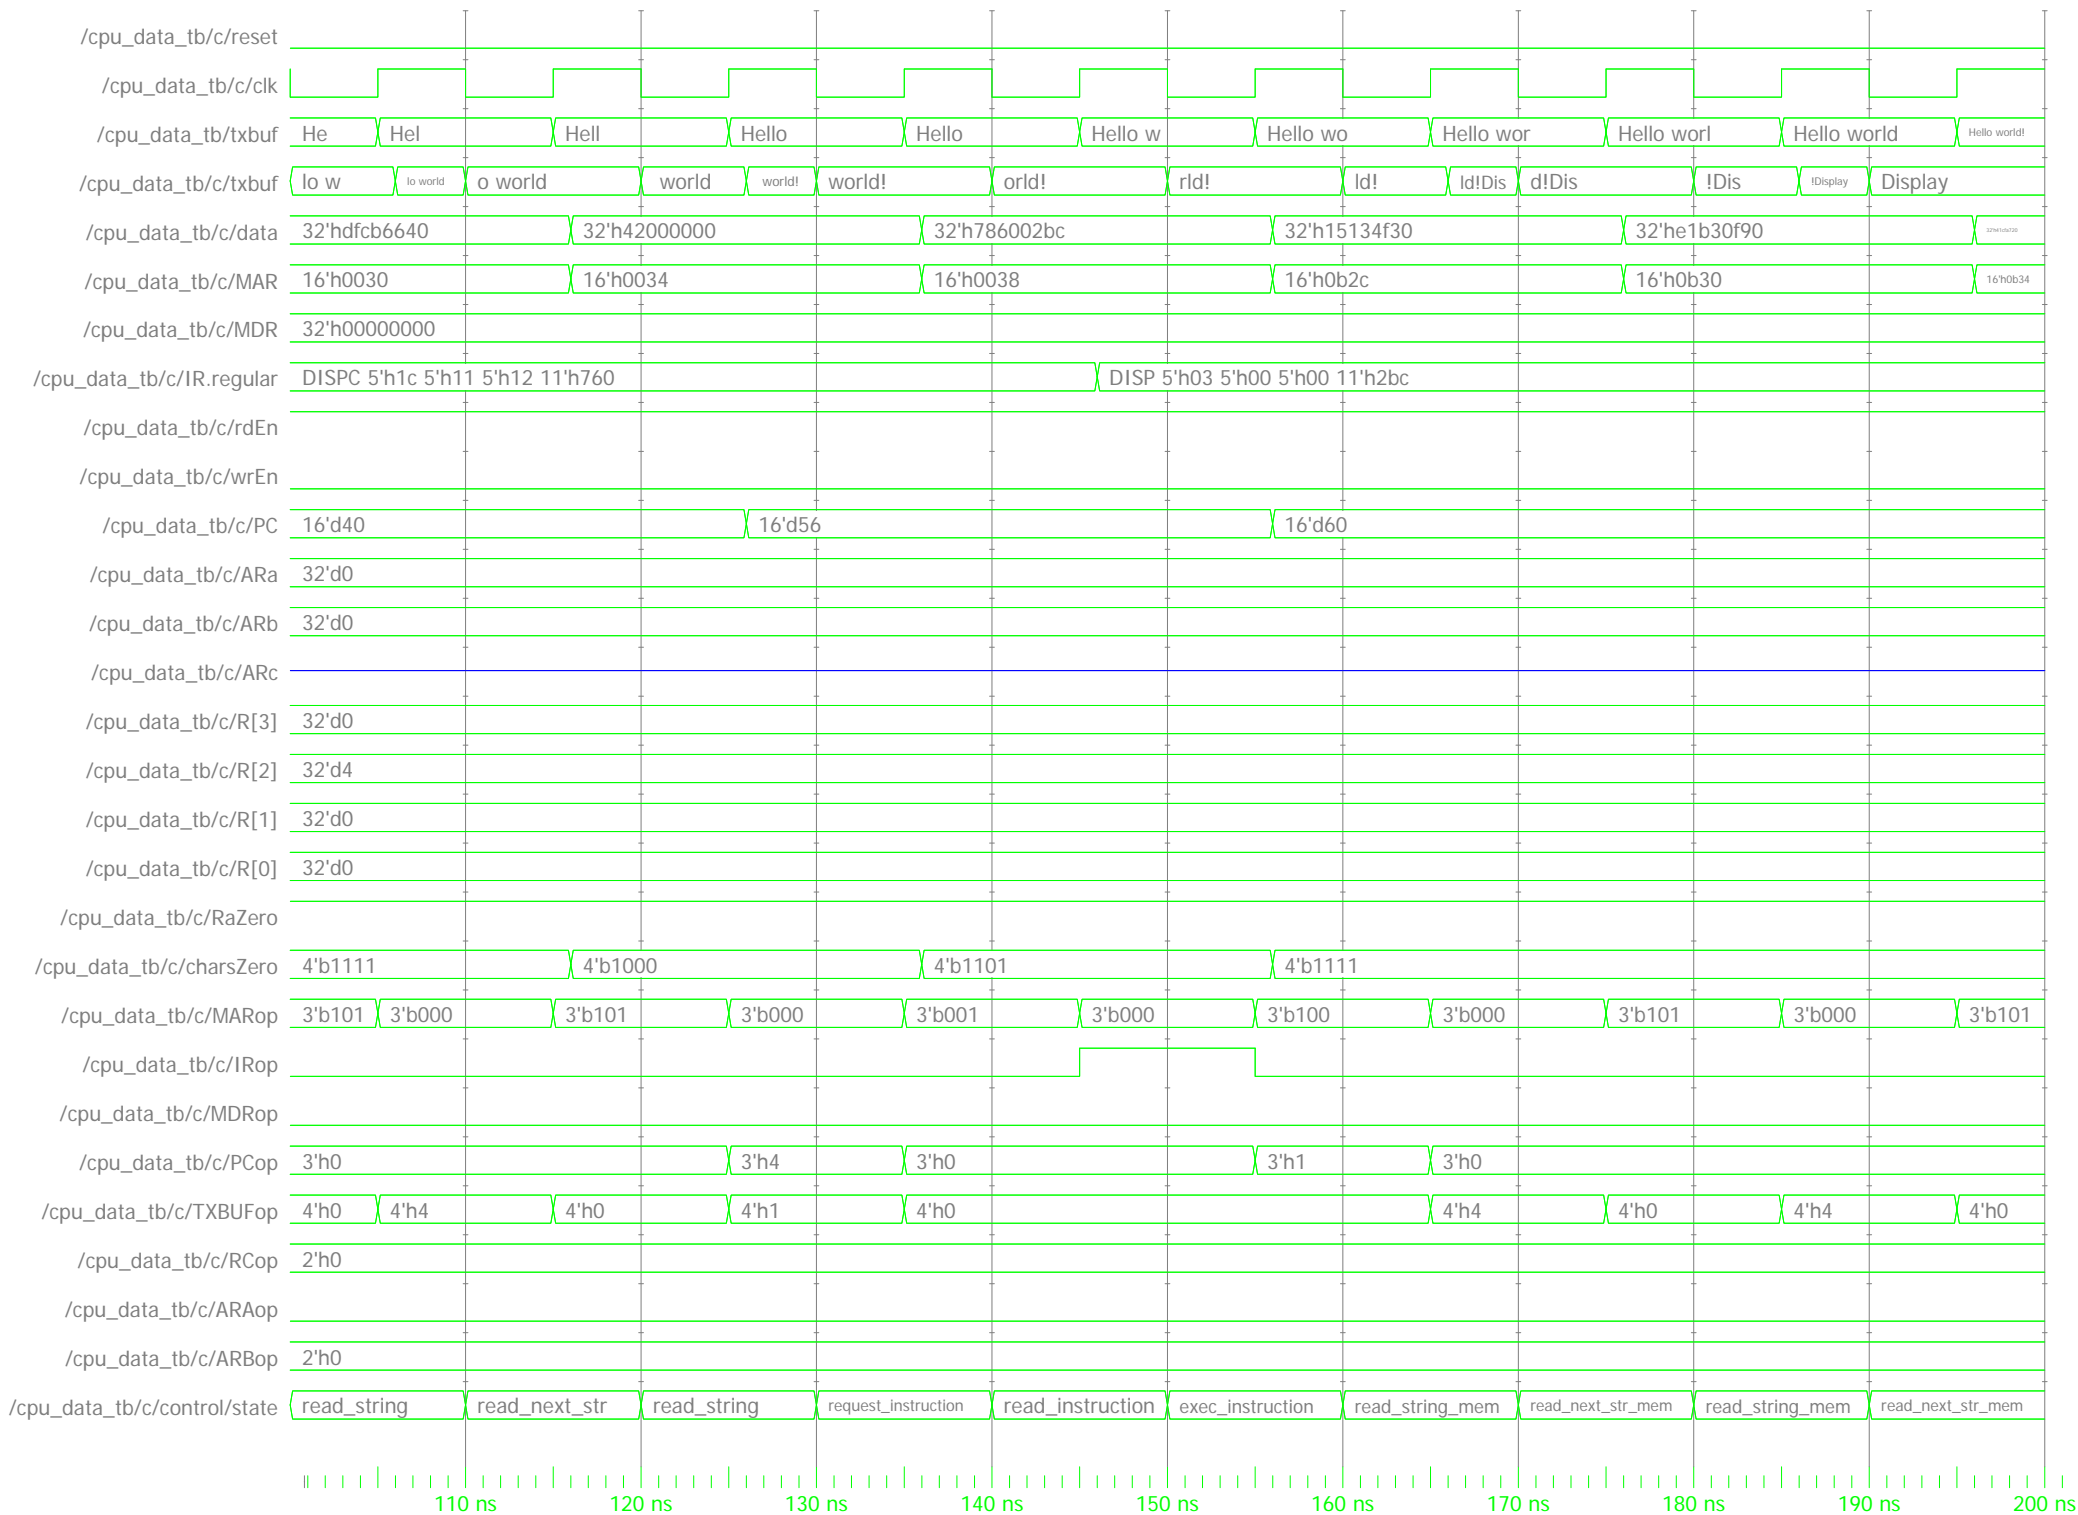 /cpu_data_tb/c/reset
/cpu_data_tb/c/clk
/cpu_data_tb/txbuf He Hel Hell Hello Hello Hello w Hello wo Hello wor Hello worl Hello world Hello world!
/cpu_data_tb/c/txbuf lo w lo world o world world world! world! orld! rld! ld! ld!Dis d!Dis !Dis !Display Display
/cpu_data_tb/c/data 32'hdfcb6640 32'h42000000 32'h786002bc 32'h15134f30 32'he1b30f90
/cpu_data_tb/c/MAR 16'h0030 16'h0034 16'h0038 16'h0b2c 16'h0b30 16'h0b34
/cpu_data_tb/c/MDR 32'h00000000
/cpu_data_tb/c/IR.regular DISPC 5'h1c 5'h11 5'h12 11'h760 DISP 5'h03 5'h00 5'h00 11'h2bc
/cpu_data_tb/c/rdEn
/cpu_data_tb/c/wrEn
/cpu_data_tb/c/PC 16'd40 16'd56 16'd60
/cpu_data_tb/c/ARa 32'd0
/cpu_data_tb/c/ARb 32'd0
/cpu_data_tb/c/ARc
/cpu_data_tb/c/R[3] 32'd0
/cpu_data_tb/c/R[2] 32'd4
/cpu_data_tb/c/R[1] 32'd0
/cpu_data_tb/c/R[0] 32'd0
/cpu_data_tb/c/RaZero
/cpu_data_tb/c/charsZero 4'b1111 4'b1000 4'b1101 4'b1111
/cpu_data_tb/c/MARop 3'b101 3'b000 3'b101 3'b000 3'b001 3'b000 3'b100 3'b000 3'b101 3'b000 3'b101
/cpu_data_tb/c/IRop
/cpu_data_tb/c/MDRop
/cpu_data_tb/c/PCop 3'h0 3'h4 3'h0 3'h1 3'h0
/cpu_data_tb/c/TXBUFop 4'h0 4'h4 4'h0 4'h1 4'h0 4'h4 4'h0 4'h4 4'h0
/cpu_data_tb/c/RCop 2'h0
/cpu_data_tb/c/ARAop
/cpu_data_tb/c/ARBop 2'h0
/cpu_data_tb/c/control/state read_string read_next_str read_string request_instruction read_instruction exec_instruction read_string_mem read_next_str_mem read_string_mem read_next_str_mem
110 ns 120 ns 130 ns 140 ns 150 ns 160 ns 170 ns 180 ns 190 ns 200 ns